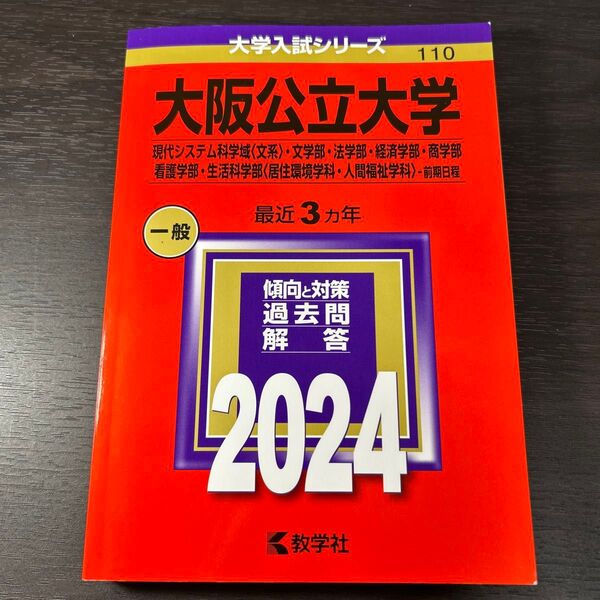 大学入試シリーズ
110
大阪公立大学
現代システム科学域〈文系〉・文学部・法学部・経済学部・商学部
看護学部・生活科学部〈居住環境学科・人間福祉学科〉-前期日程
最近3カ年
一般
傾向と対策
過去問
解答
2024
教学社